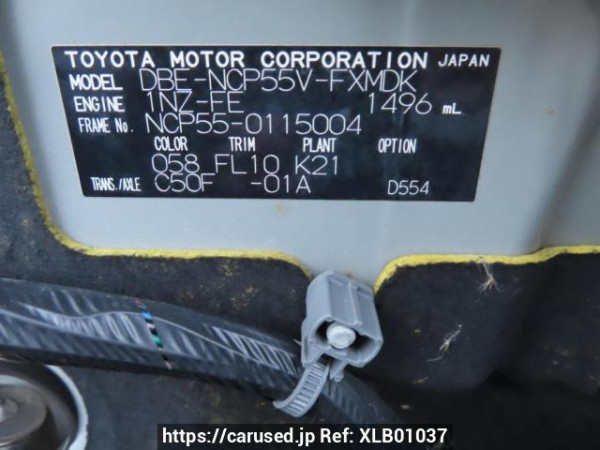 TOYOTA MOTOR CORPORATION JAPAN
MODEL DBE-NCP55V-FXMDK
ENGINE 1NZ-FE 1496 mL
FRAME No. NCP55-0115004
COLOR TRIM PLANT OPTION
058 FL10 K21
TRANS./AXLE C50F -01A D554
https://carused.jp Ref: XLB01037